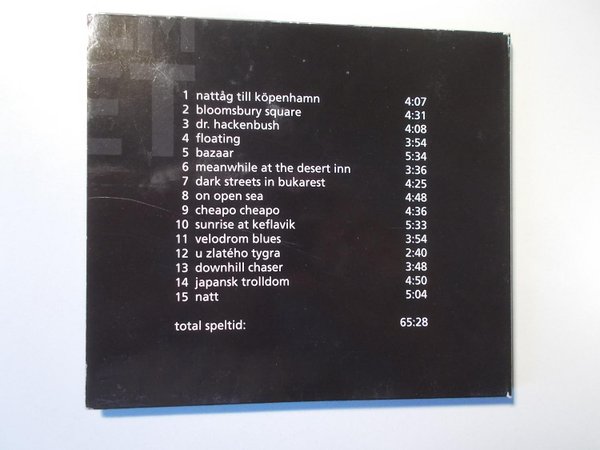 ET
1 nattåg till köpenhamn 4:07
2 bloomsbury square 4:31
3 dr. hackenbush 4:08
4 floating 3:54
5 bazaar 5:34
6 meanwhile at the desert inn 3:36
7 dark streets in bukarest 4:25
8 on open sea 4:48
9 cheapo cheapo 4:36
10 sunrise at keflavik 5:33
11 velodrom blues 3:54
12 u zlatého tygra 2:40
13 downhill chaser 3:48
14 japansk trolldom 4:50
15 natt 5:04
total speltid: 65:28